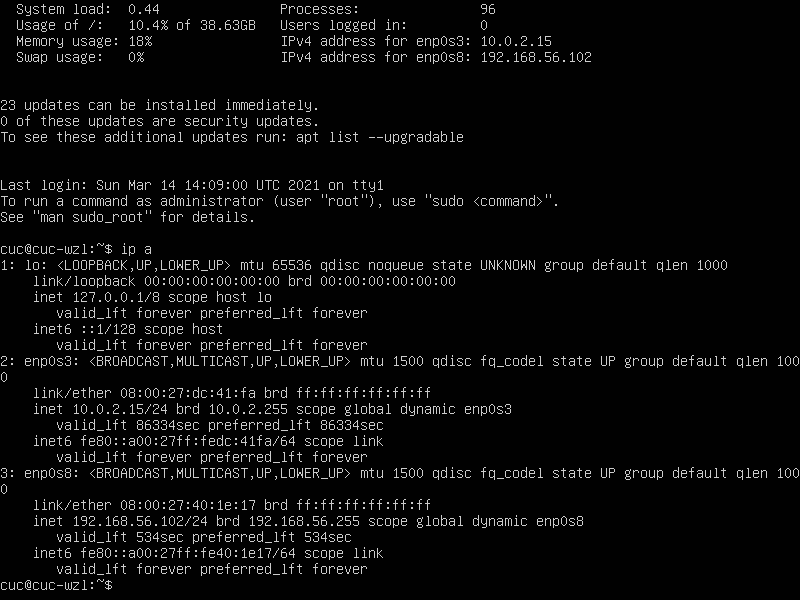 System load:  0.44               Processes:               96
Usage of /:   10.4% of 38.63GB   Users logged in:         0
Memory usage: 18%                IPv4 address for enp0s3: 10.0.2.15
Swap usage:   0%                 IPv4 address for enp0s8: 192.168.56.102
23 updates can be installed immediately.
0 of these updates are security updates.
To see these additional updates run: apt list --upgradable
Last login: Sun Mar 14 14:09:00 UTC 2021 on tty1
To run a command as administrator (user "root"), use "sudo <command>".
See "man sudo_root" for details.
cuc@cuc-wzl:~$ ip a
1: lo: <LOOPBACK,UP,LOWER_UP> mtu 65536 qdisc noqueue state UNKNOWN group default qlen 1000
    link/loopback 00:00:00:00:00:00 brd 00:00:00:00:00:00
    inet 127.0.0.1/8 scope host lo
       valid_lft forever preferred_lft forever
    inet6 ::1/128 scope host
       valid_lft forever preferred_lft forever
2: enp0s3: <BROADCAST,MULTICAST,UP,LOWER_UP> mtu 1500 qdisc fq_codel state UP group default qlen 100
0
    link/ether 08:00:27:dc:41:fa brd ff:ff:ff:ff:ff:ff
    inet 10.0.2.15/24 brd 10.0.2.255 scope global dynamic enp0s3
       valid_lft 86334sec preferred_lft 86334sec
    inet6 fe80::a00:27ff:fedc:41fa/64 scope link
       valid_lft forever preferred_lft forever
3: enp0s8: <BROADCAST,MULTICAST,UP,LOWER_UP> mtu 1500 qdisc fq_codel state UP group default qlen 100
0
    link/ether 08:00:27:40:1e:17 brd ff:ff:ff:ff:ff:ff
    inet 192.168.56.102/24 brd 192.168.56.255 scope global dynamic enp0s8
       valid_lft 534sec preferred_lft 534sec
    inet6 fe80::a00:27ff:fe40:1e17/64 scope link
       valid_lft forever preferred_lft forever
cuc@cuc-wzl:~$